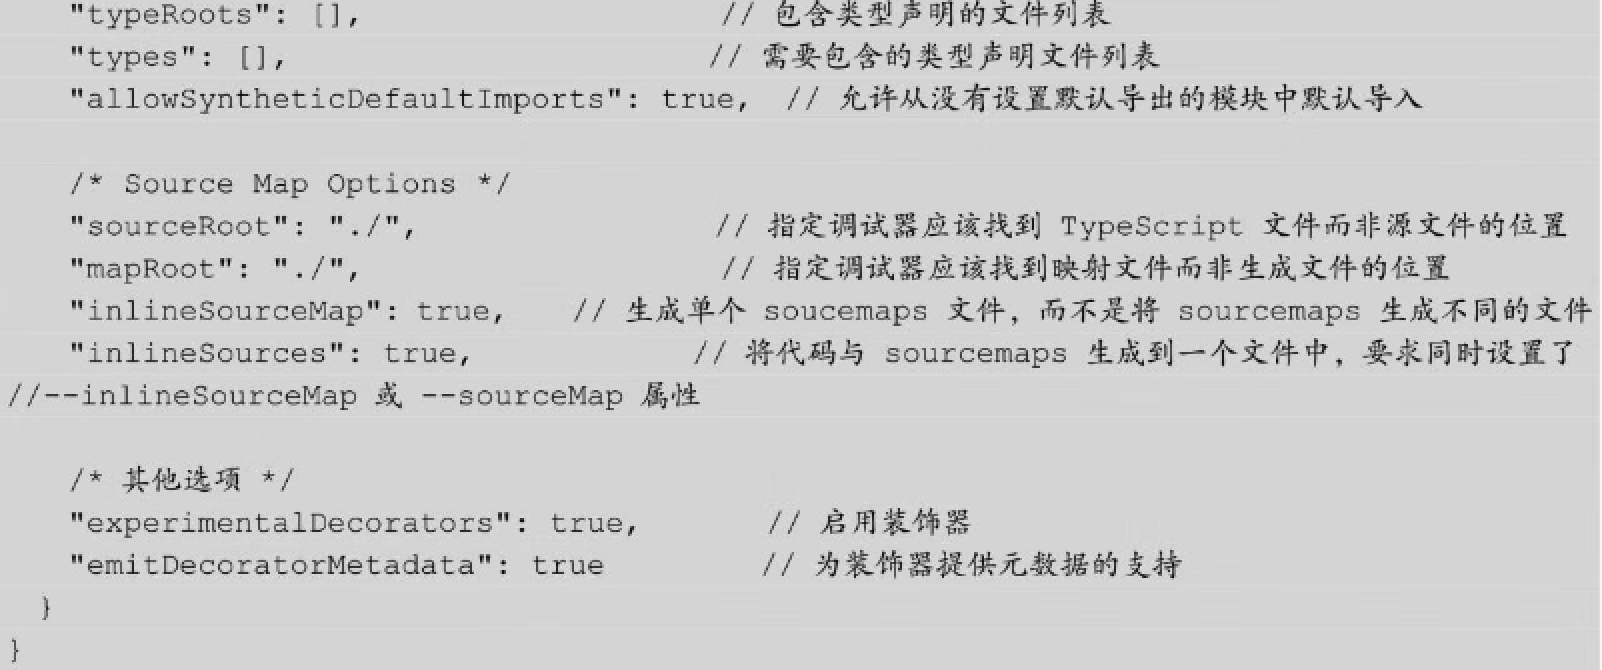 "typeRoots": [], // 包含类型声明的文件列表
"types": [], // 需要包含的类型声明文件列表
"allowSyntheticDefaultImports": true, // 允许从没有设置默认导出的模块中默认导入
/* Source Map Options */
"sourceRoot": "./", // 指定调试器应该找到 TypeScript 文件而非源文件的位置
"mapRoot": "./", // 指定调试器应该找到映射文件而非生成文件的位置
"inlineSourceMap": true, // 生成单个 soucemaps 文件，而不是将 sourcemaps 生成不同的文件
"inlineSources": true, // 将代码与 sourcemaps 生成到一个文件中，要求同时设置了
//--inlineSourceMap 或 --sourceMap 属性
/* 其他选项 */
"experimentalDecorators": true, // 启用装饰器
"emitDecoratorMetadata": true // 为装饰器提供元数据的支持
}
}